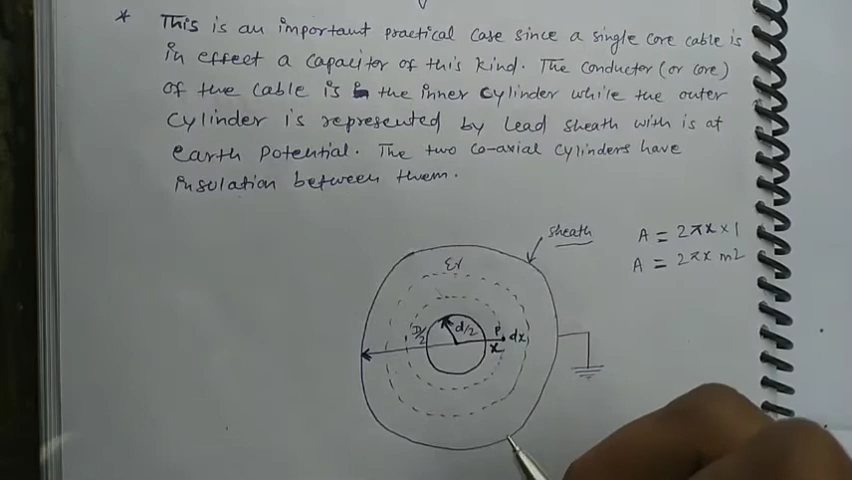 * This is an important practical case since a single core cable is
in effect a capacitor of this kind. The conductor (or core)
of the cable is the inner cylinder while the outer
cylinder is represented by lead sheath with is at
earth potential. The two co-axial cylinders have
insulation between them.
sheath
A = 2πx × 1
A = 2πx m2
εr
D/2
d/2
P
dx
x